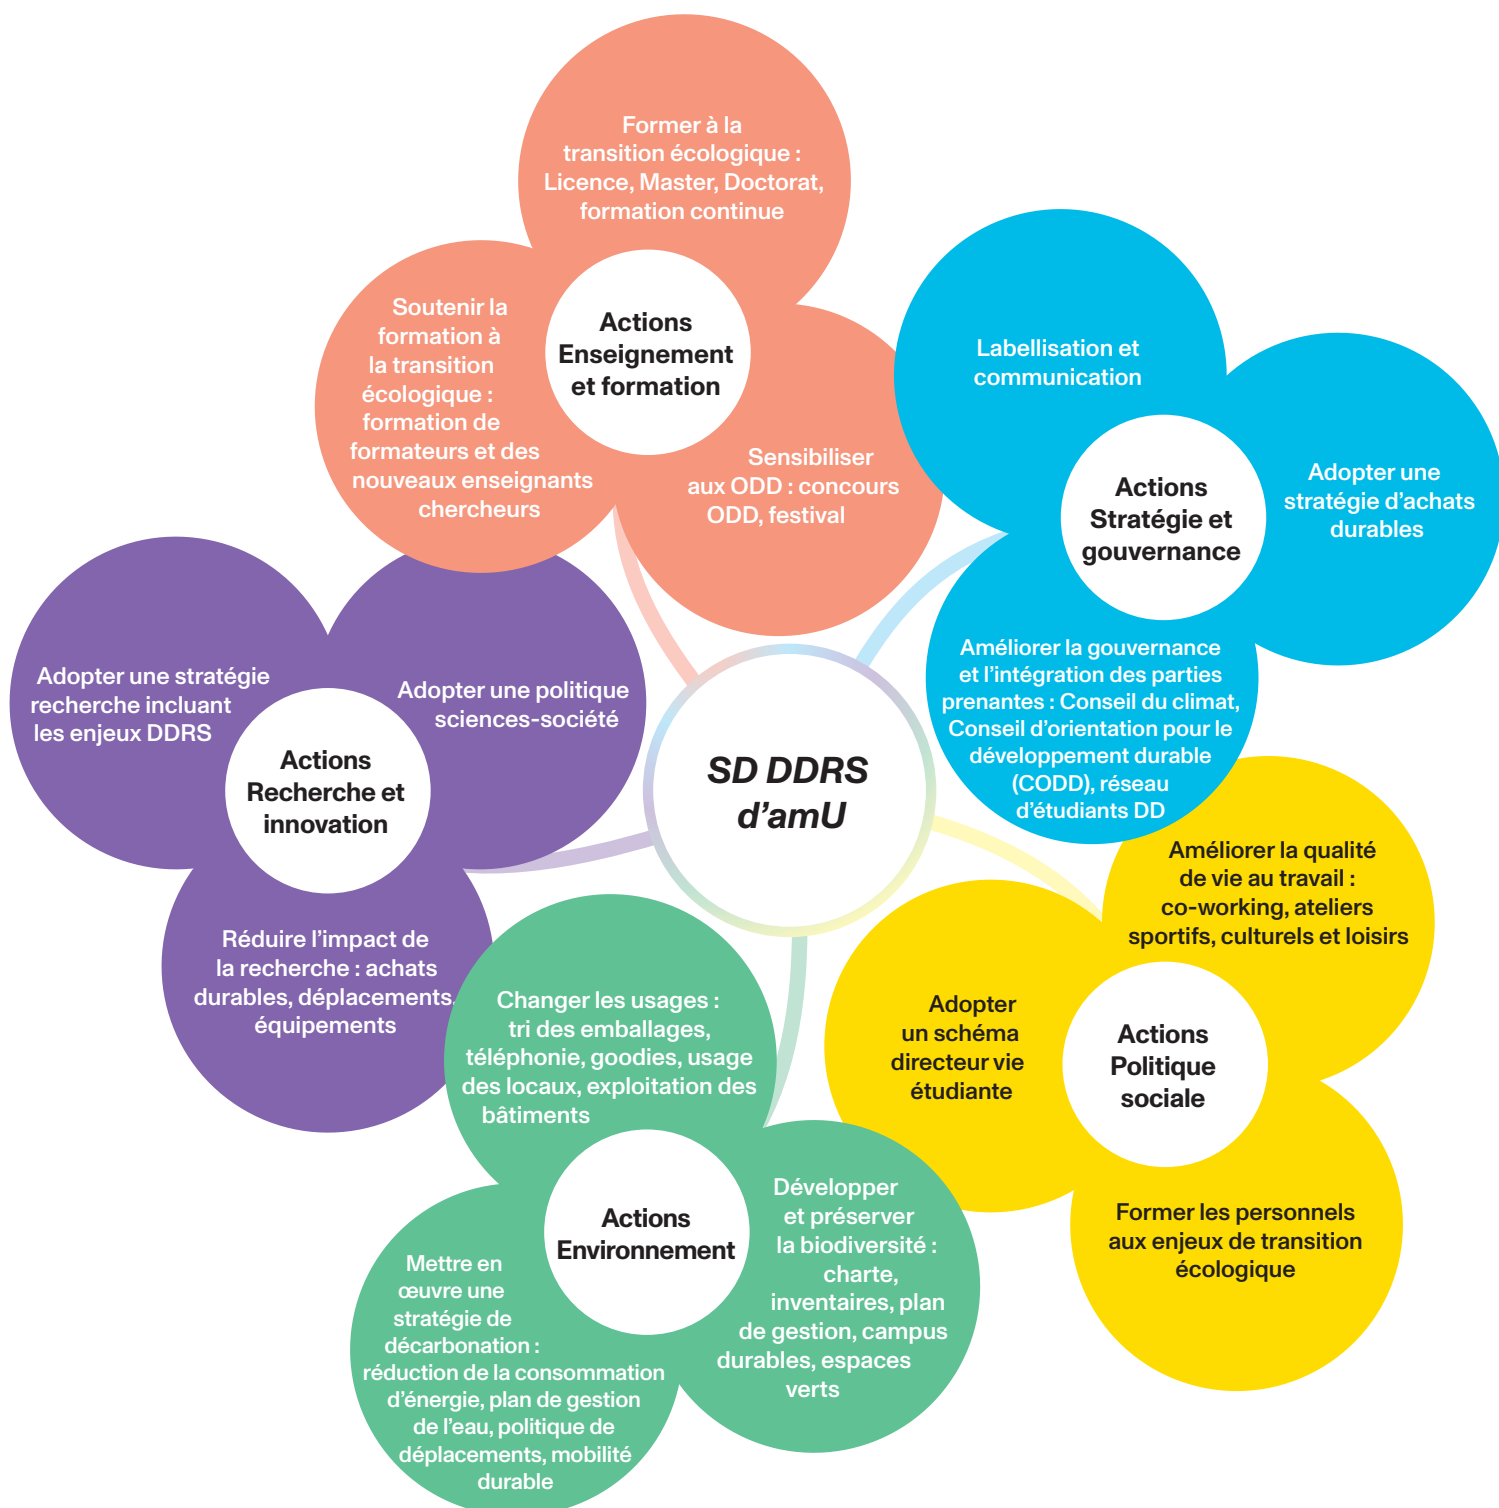 Former à la
transition écologique :
Licence, Master, Doctorat,
formation continue
Soutenir la
formation à
la transition
écologique :
formation de
formateurs et des
nouveaux enseignants
chercheurs
Actions
Enseignement
et formation
Sensibiliser
aux ODD : concours
ODD, festival
Labellisation et
communication
Adopter une
stratégie d’achats
durables
Actions
Stratégie et
gouvernance
Améliorer la gouvernance
et l’intégration des parties
prenantes : Conseil du climat,
Conseil d’orientation pour le
développement durable
(CODD), réseau
d’étudiants DD
Adopter une stratégie
recherche incluant
les enjeux DDRS
Adopter une politique
sciences-société
Actions
Recherche et
innovation
Réduire l’impact de
la recherche : achats
durables, déplacements,
équipements
SD DDRS
d’amU
Améliorer la qualité
de vie au travail :
co-working, ateliers
sportifs, culturels et loisirs
Adopter
un schéma
directeur vie
étudiante
Actions
Politique
sociale
Former les personnels
aux enjeux de transition
écologique
Changer les usages :
tri des emballages,
téléphonie, goodies, usage
des locaux, exploitation des
bâtiments
Actions
Environnement
Développer
et préserver
la biodiversité :
charte,
inventaires, plan
de gestion, campus
durables, espaces
verts
Mettre en
œuvre une
stratégie de
décarbonation :
réduction de la consommation
d’énergie, plan de gestion
de l’eau, politique de
déplacements, mobilité
durable